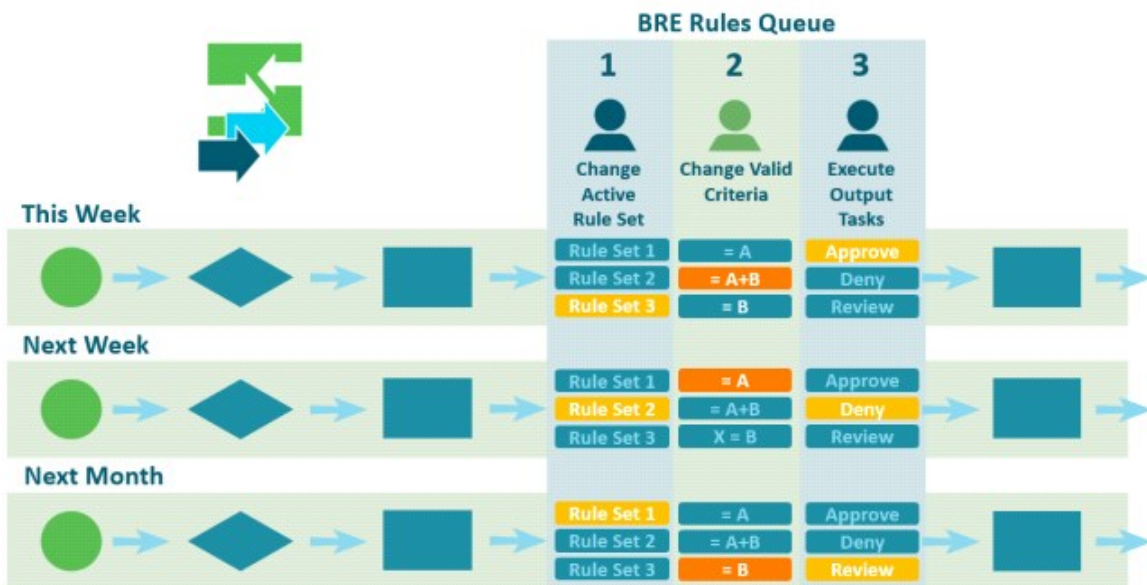 BRE Rules Queue
1 2 3
Change Active Rule Set
Change Valid Criteria
Execute Output Tasks
This Week
Rule Set 1 = A Approve
Rule Set 2 = A+B Deny
Rule Set 3 = B Review
Next Week
Rule Set 1 = A Approve
Rule Set 2 = A+B Deny
Rule Set 3 X = B Review
Next Month
Rule Set 1 = A Approve
Rule Set 2 = A+B Deny
Rule Set 3 = B Review